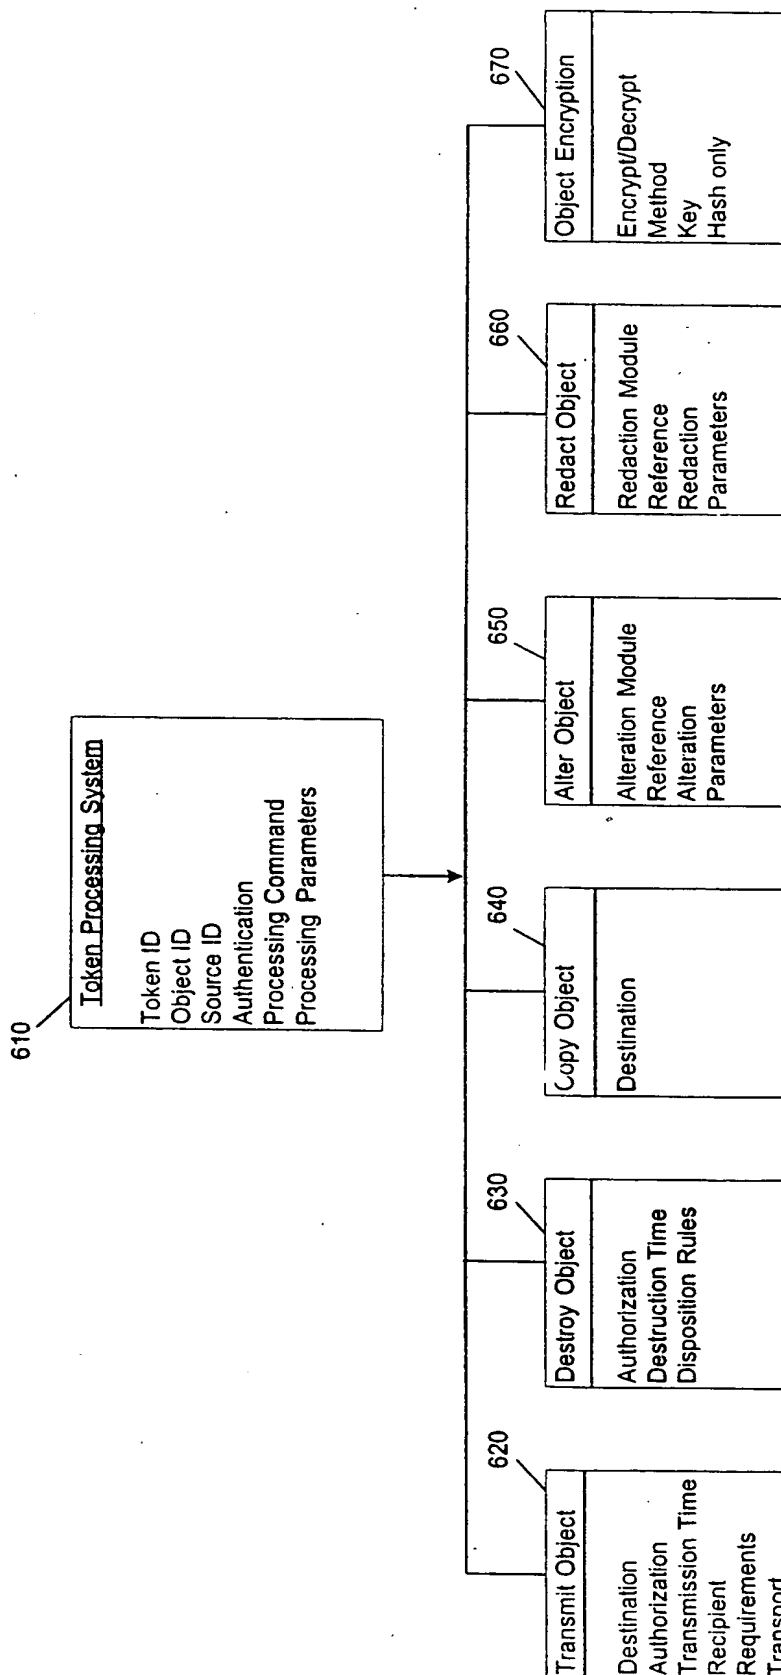 610
Token Processing System
Token ID
Object ID
Source ID
Authentication
Processing Command
Processing Parameters
620
Transmit Object
Destination
Authorization
Transmission Time
Recipient
Requirements
Transport
630
Destroy Object
Authorization
Destruction Time
Disposition Rules
640
Copy Object
Destination
650
Alter Object
Alteration Module
Reference
Alteration
Parameters
660
Redact Object
Redaction Module
Reference
Redaction
Parameters
670
Object Encryption
Encrypt/Decrypt
Method
Key
Hash only